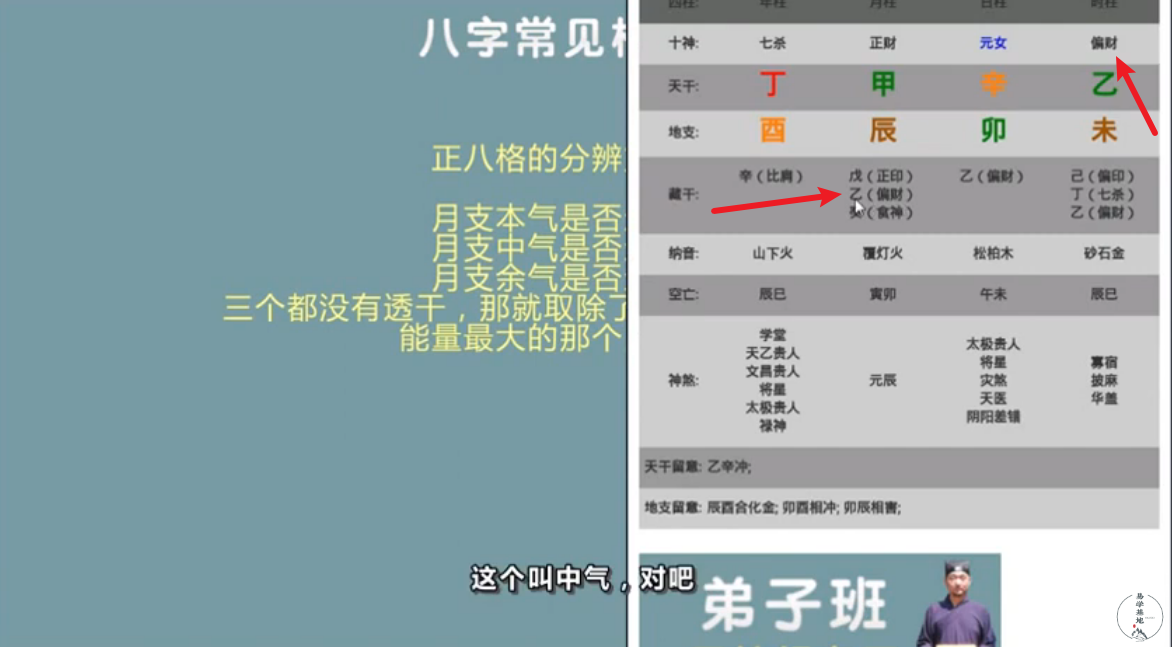 八字常见
正八格的分辨
月支本气是否
月支中气是否
月支余气是否
三个都没有透干，那就取除了
能量最大的那个
这个叫中气，对吧
四柱: 年柱 月柱 日柱 时柱
十神: 七杀 正财 元女 偏财
天干: 丁 甲 辛 乙
地支: 酉 辰 卯 未
藏干: 辛（比肩） 戊（正印） 乙（偏财） 己（偏印）
乙（偏财） 丁（七杀）
癸（食神） 乙（偏财）
纳音: 山下火 覆灯火 松柏木 砂石金
空亡: 辰巳 寅卯 午未 辰巳
神煞:
学堂
天乙贵人
文昌贵人
将星
太极贵人
禄神
元辰
太极贵人
将星
灾煞
天医
阴阳差错
寡宿
披麻
华盖
天干留意: 乙辛冲;
地支留意: 辰酉合化金; 卯酉相冲; 卯辰相害;
弟子班
易学基地